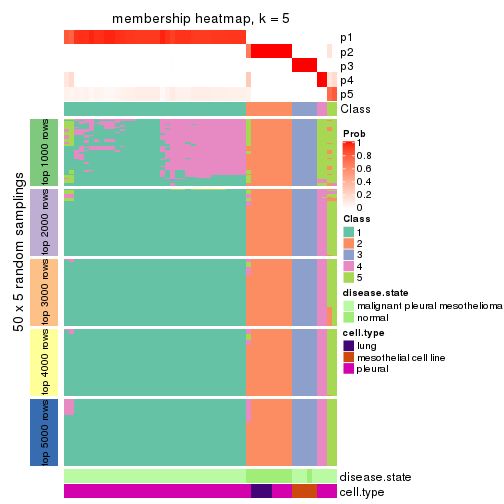 membership heatmap, k = 5
p1
p2
p3
p4
p5
Class
50 x 5 random samplings
top 1000 rows
top 2000 rows
top 3000 rows
top 4000 rows
top 5000 rows
Prob
1
0.8
0.6
0.4
0.2
0
Class
1
2
3
4
5
disease.state
malignant pleural mesothelioma
normal
cell.type
lung
mesothelial cell line
pleural
disease.state
cell.type